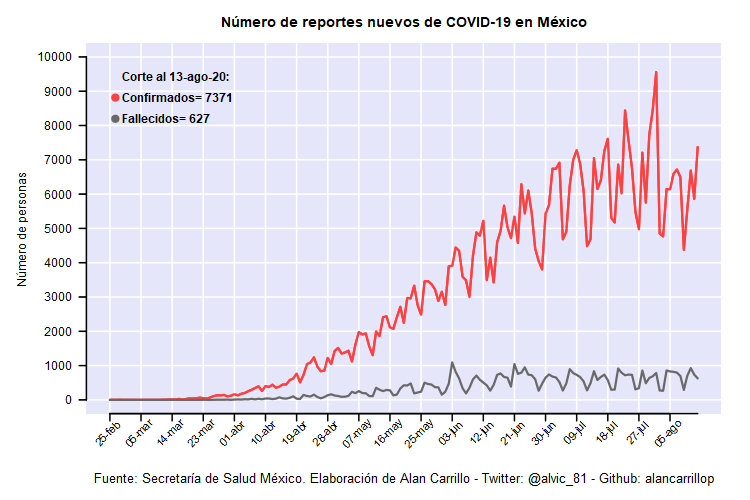 Número de reportes nuevos de COVID-19 en México
Número de personas
10000
9000
8000
7000
6000
5000
4000
3000
2000
1000
0
Corte al 13-ago-20:
Confirmados= 7371
Fallecidos= 627
25-feb
05-mar
14-mar
23-mar
01-abr
10-abr
19-abr
28-abr
07-may
16-may
25-may
03-jun
12-jun
21-jun
30-jun
09-jul
18-jul
27-jul
05-ago
Fuente: Secretaría de Salud México. Elaboración de Alan Carrillo - Twitter: @alvic_81 - Github: alancarrillop